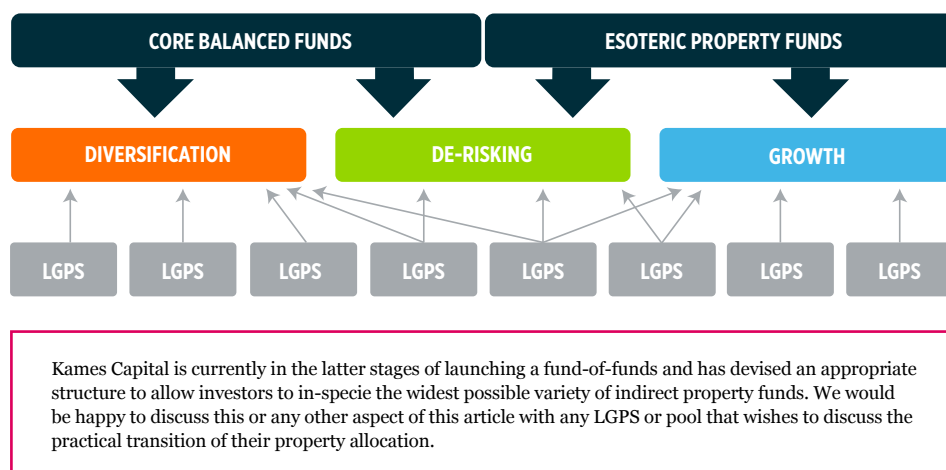 CORE BALANCED FUNDS
ESOTERIC PROPERTY FUNDS
DIVERSIFICATION
DE-RISKING
GROWTH
LGPS
LGPS
LGPS
LGPS
LGPS
LGPS
LGPS
LGPS
Kames Capital is currently in the latter stages of launching a fund-of-funds and has devised an appropriate
structure to allow investors to in-specie the widest possible variety of indirect property funds. We would
be happy to discuss this or any other aspect of this article with any LGPS or pool that wishes to discuss the
practical transition of their property allocation.